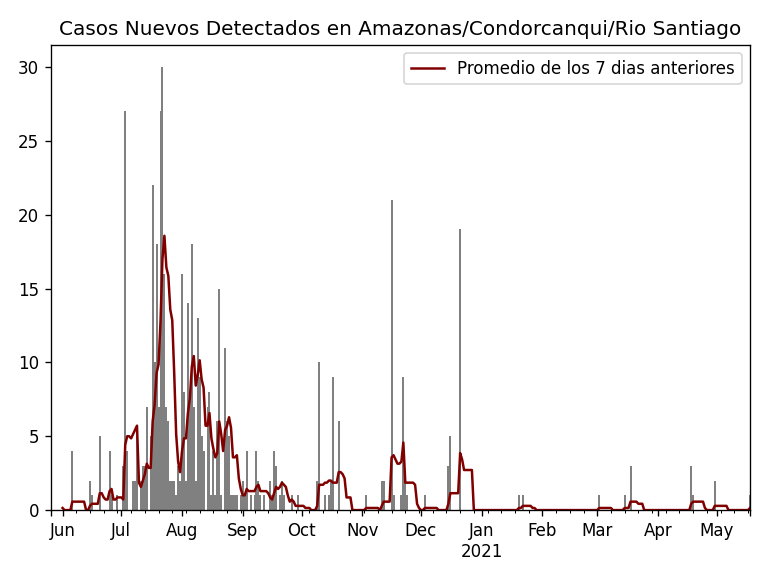 Casos Nuevos Detectados en Amazonas/Condorcanqui/Rio Santiago
Promedio de los 7 dias anteriores
30
25
20
15
10
5
0
Jun Jul Aug Sep Oct Nov Dec Jan Feb Mar Apr May
2021